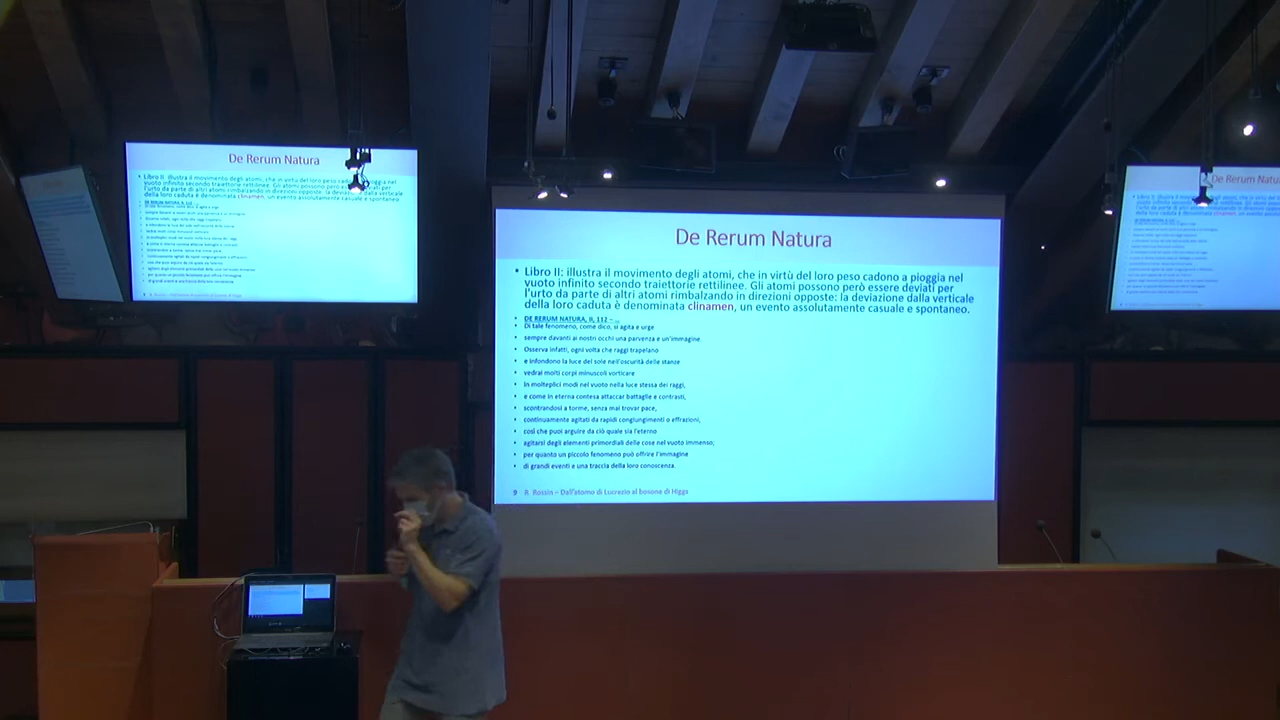 De Rerum Natura
• Libro II: illustra il movimento degli atomi, che in virtù del loro peso cadono a pioggia nel
vuoto infinito secondo traiettorie rettilinee. Gli atomi possono però essere deviati per
l'urto da parte di altri atomi rimbalzando in direzioni opposte: la deviazione dalla verticale
della loro caduta è denominata clinamen, un evento assolutamente casuale e spontaneo.
• DE RERUM NATURA, II, 112 – ...
• Di tale fenomeno, come dico, si agita e urge
• sempre davanti ai nostri occhi una parvenza e un'immagine
• Osserva infatti, ogni volta che raggi trapelano
• e infondono la luce del sole nell'oscurità delle stanze
• vedrai molti corpi minuscoli vorticare
• in molteplici modi nel vuoto nella luce stessa dei raggi,
• e come in eterna contesa attaccar battaglie e contrasti,
• scontrandosi a torme, senza mai trovar pace,
• continuamente agitati da rapidi congiungimenti o effrazioni;
• così che puoi arguire da ciò quale sia l'eterno
• agitarsi degli elementi primordiali delle cose nel vuoto immenso;
• per quanto un piccolo fenomeno può offrire l'immagine
• di grandi eventi e una traccia della loro conoscenza.
9 R. Rossin – Dall'atomo di Lucrezio al bosone di Higgs